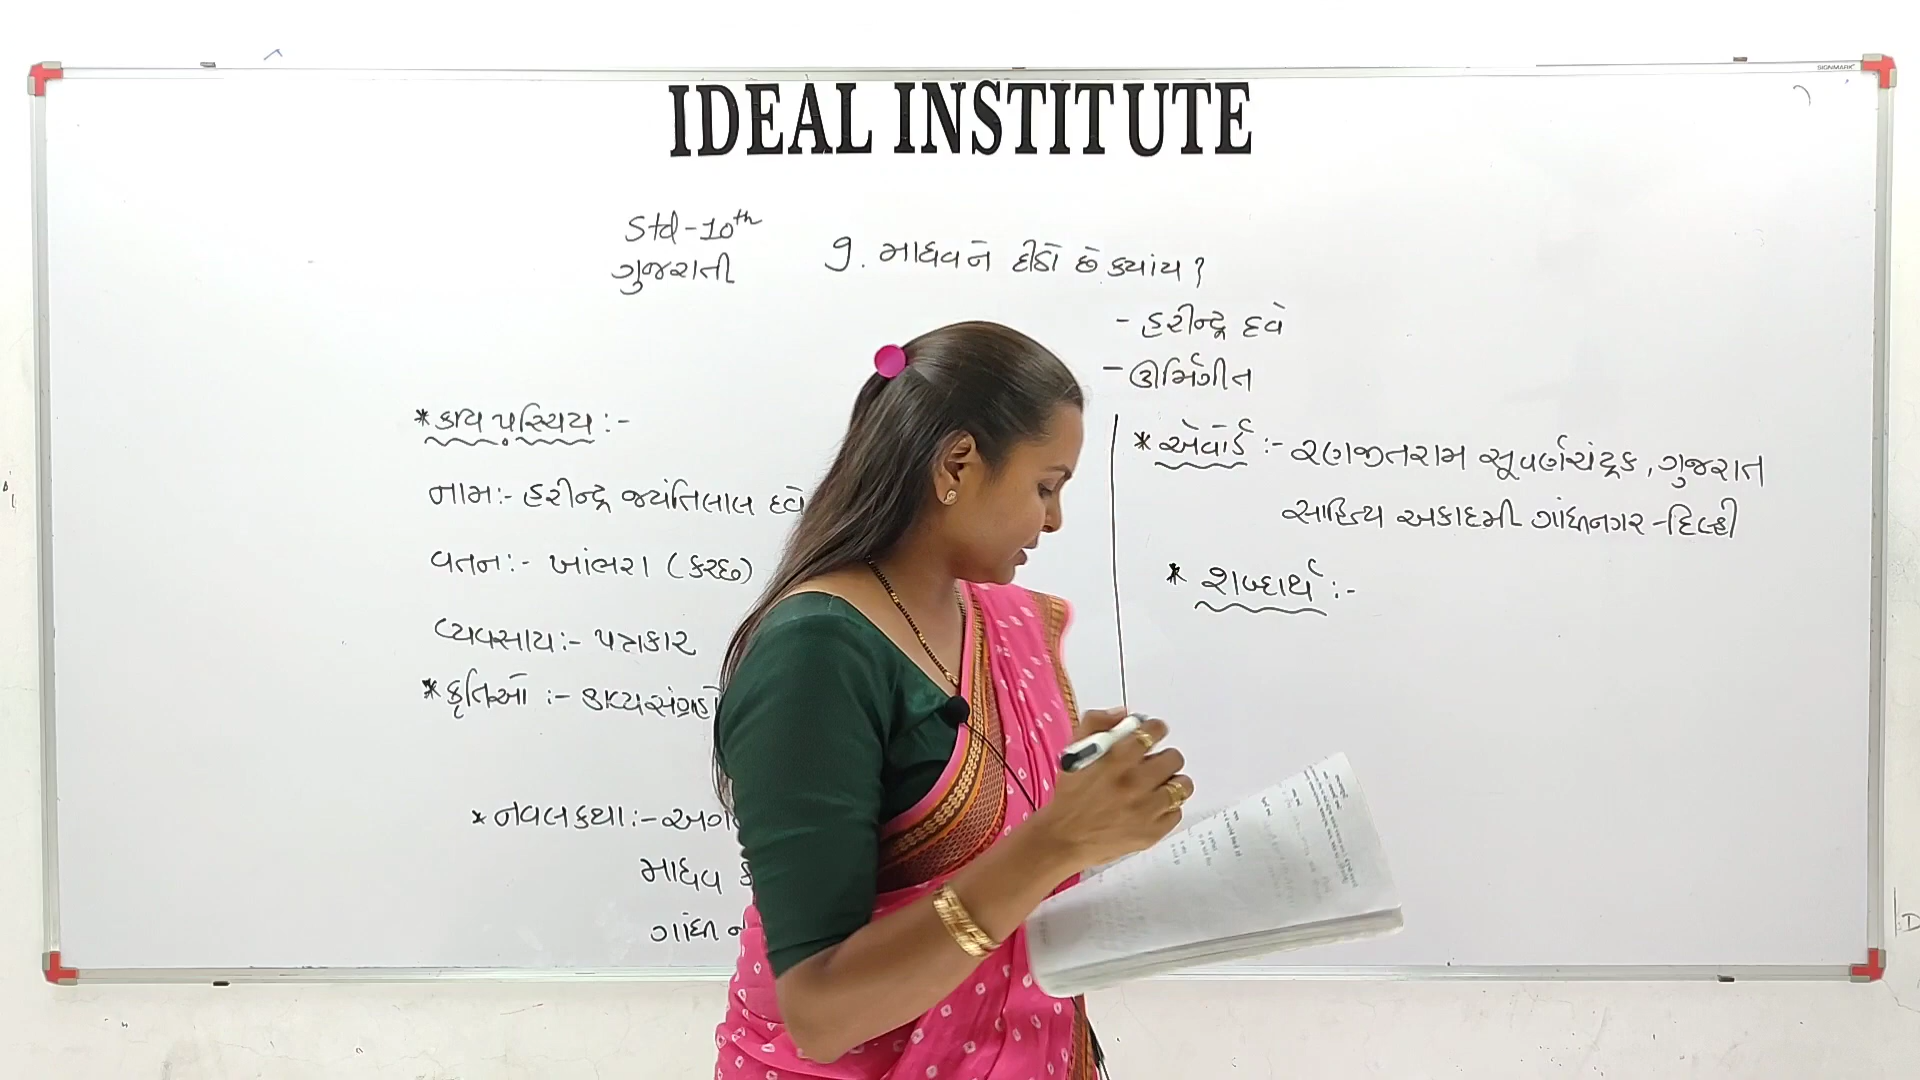 IDEAL INSTITUTE
Std-10th
ગુજરાતી
9. માધવને દીઠો છે ક્યાંય?
- હરીન્દ્ર દવે
- ઊર્મિગીત
* કાવ્ય પરિચય :-
નામ:- હરીન્દ્ર જયંતિલાલ દવે
વતન:- ખાંભરા (કચ્છ)
વ્યવસાય:- પત્રકાર
* કૃતિઓ :- કાવ્યસંગ્રહો
* નવલકથા:-
માધવ
ગાંધી
* એવોર્ડ :- રણજીતરામ સૂવર્ણચંદ્રક, ગુજરાત
સાહિત્ય અકાદમી ગાંધીનગર-દિલ્હી
* શબ્દાર્થ :-
SIGNMARK